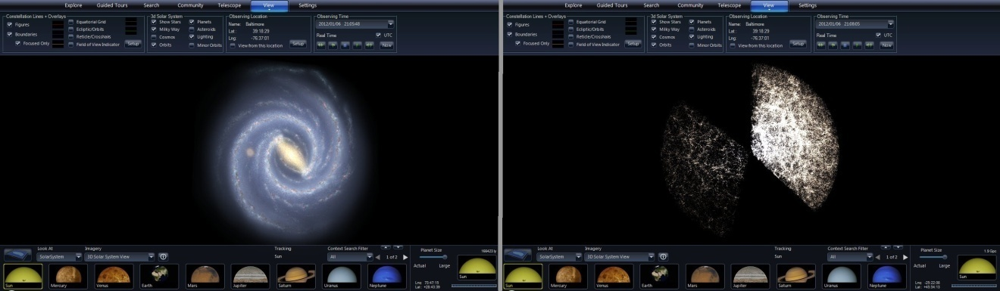 Explore Guided Tours Search Community Telescope View Settings
Constellation Lines + Overlays 3d Solar System Observing Location Observing Time
Figures Equatorial Grid Show Stars Planets Name: Baltimore 2012/01/06 21:05:48
Boundaries Ecliptic/Orbits Milky Way Asteroids Lat: 39:18:29 Real Time UTC
Reticle/Crosshairs Cosmos Lighting Lng: -76:37:01
Focused Only Field of View Indicator Setup Orbits Minor Orbits View from this location Setup Now
Look At Imagery Tracking Context Search Filter Planet Size
SolarSystem 3D Solar System View Sun All 1 of 2 Actual Large Sun
Sun Mercury Venus Earth Mars Jupiter Saturn Uranus Neptune
Lng: 73:47:15
Explore Guided Tours Search Community Telescope View Settings
Constellation Lines + Overlays 3d Solar System Observing Location Observing Time
Figures Equatorial Grid Show Stars Planets Name: Baltimore 2012/01/06 21:08:05
Boundaries Ecliptic/Orbits Milky Way Asteroids Lat: 39:18:29 Real Time UTC
Reticle/Crosshairs Cosmos Lighting Lng: -76:37:01
Focused Only Field of View Indicator Setup Orbits Minor Orbits View from this location Setup Now
Look At Imagery Tracking Context Search Filter Planet Size 1.9 Gpc
SolarSystem 3D Solar System View Sun All 1 of 2 Actual Large Sun
Sun Mercury Venus Earth Mars Jupiter Saturn Uranus Neptune
Lng: -25:22:08